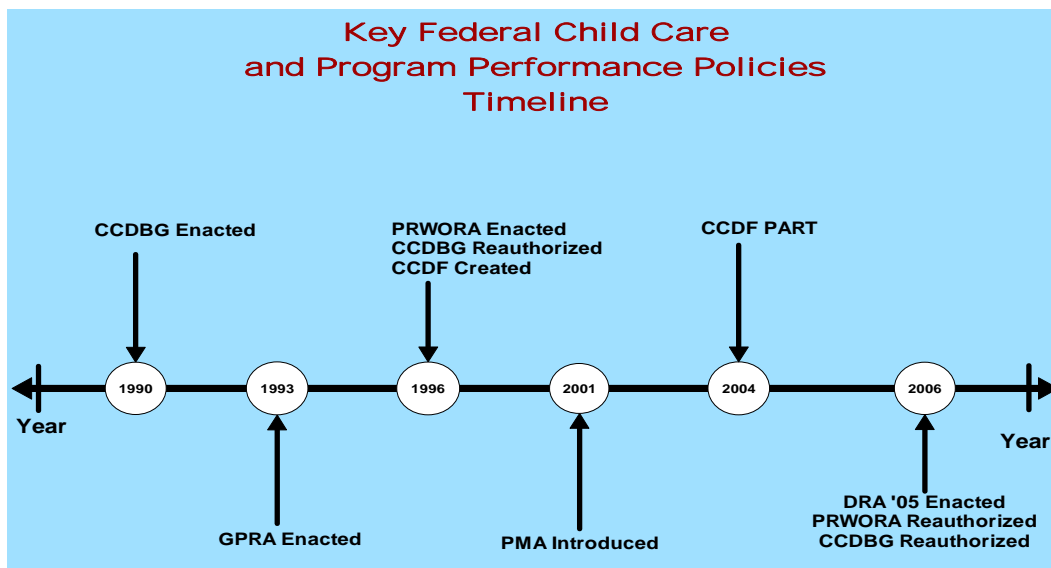 Key Federal Child Care
and Program Performance Policies
Timeline
CCDBG Enacted
PRWORA Enacted
CCDBG Reauthorized
CCDF Created
CCDF PART
1990
1993
1996
2001
2004
2006
Year
Year
GPRA Enacted
PMA Introduced
DRA '05 Enacted
PRWORA Reauthorized
CCDBG Reauthorized